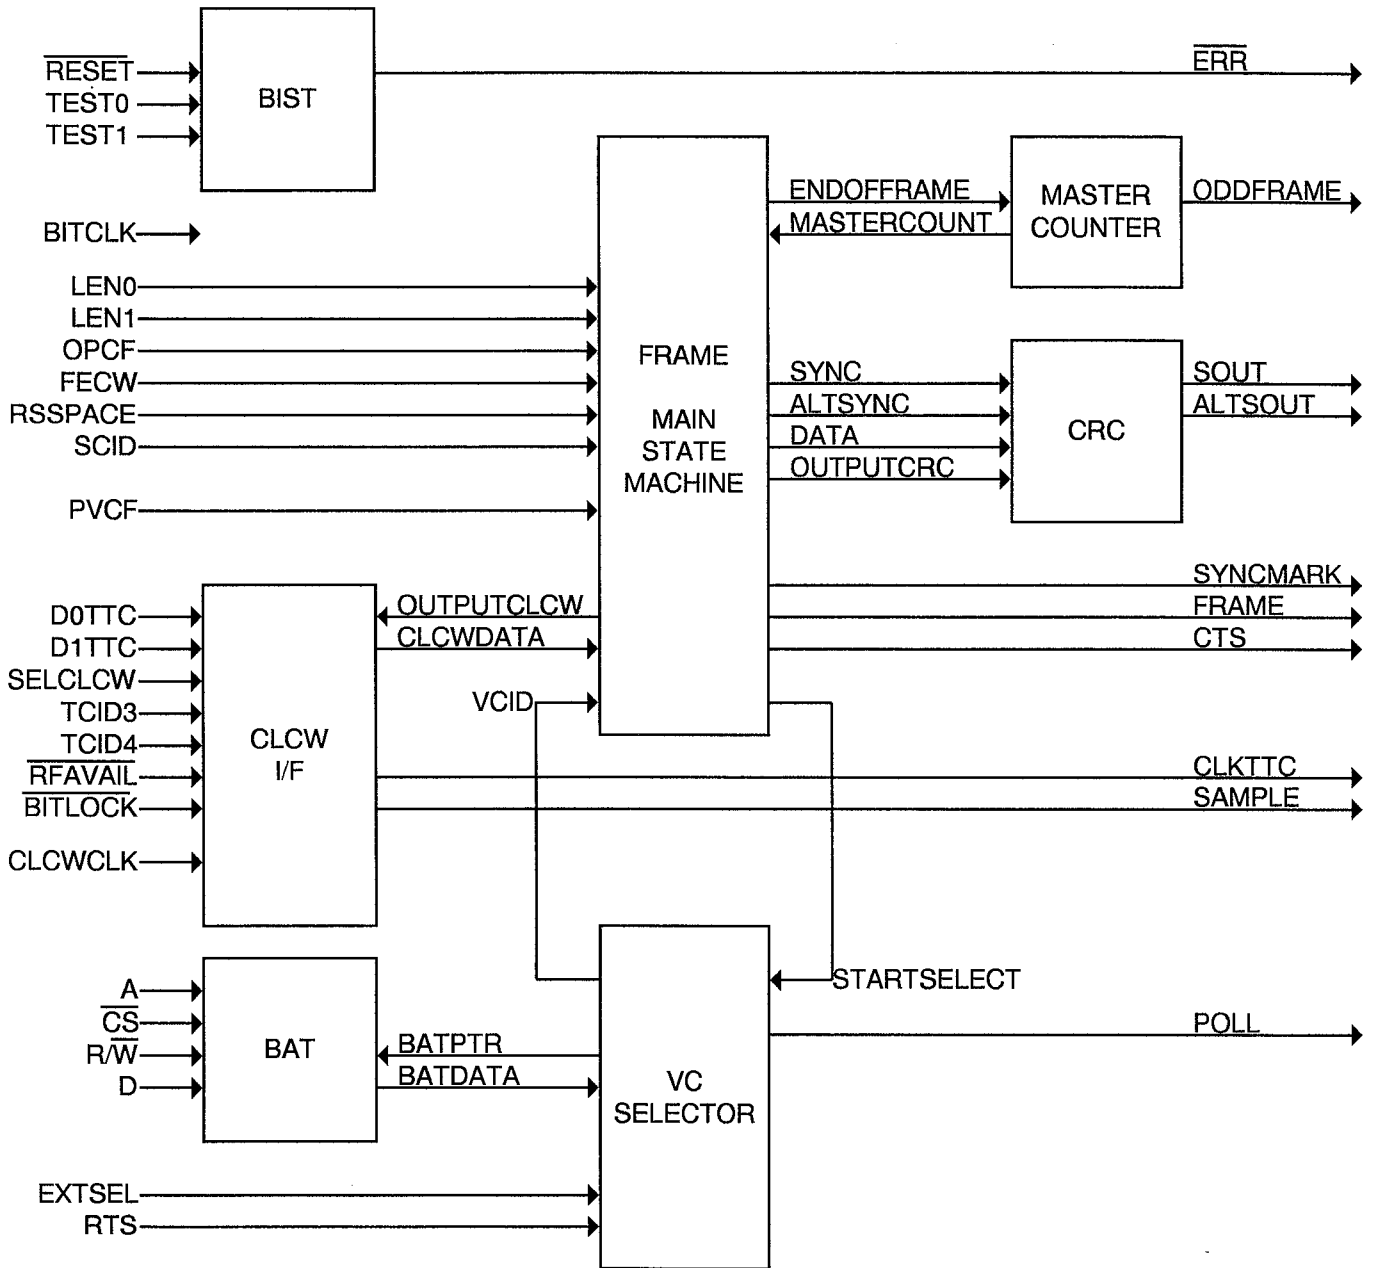 RESET
TEST0
TEST1
BIST
ERR
BITCLK
LEN0
LEN1
OPCF
FECW
RSSPACE
SCID
PVCF
FRAME
MAIN
STATE
MACHINE
ENDOFFRAME
MASTERCOUNT
MASTER
COUNTER
ODDFRAME
SYNC
ALTSYNC
DATA
OUTPUTCRC
CRC
SOUT
ALTSOUT
SYNCMARK
FRAME
CTS
D0TTC
D1TTC
SELCLCW
TCID3
TCID4
RFAVAIL
BITLOCK
CLCWCLK
CLCW
I/F
OUTPUTCLCW
CLCWDATA
VCID
CLKTTC
SAMPLE
A
CS
R/W
D
BAT
BATPTR
BATDATA
STARTSELECT
VC
SELECTOR
POLL
EXTSEL
RTS